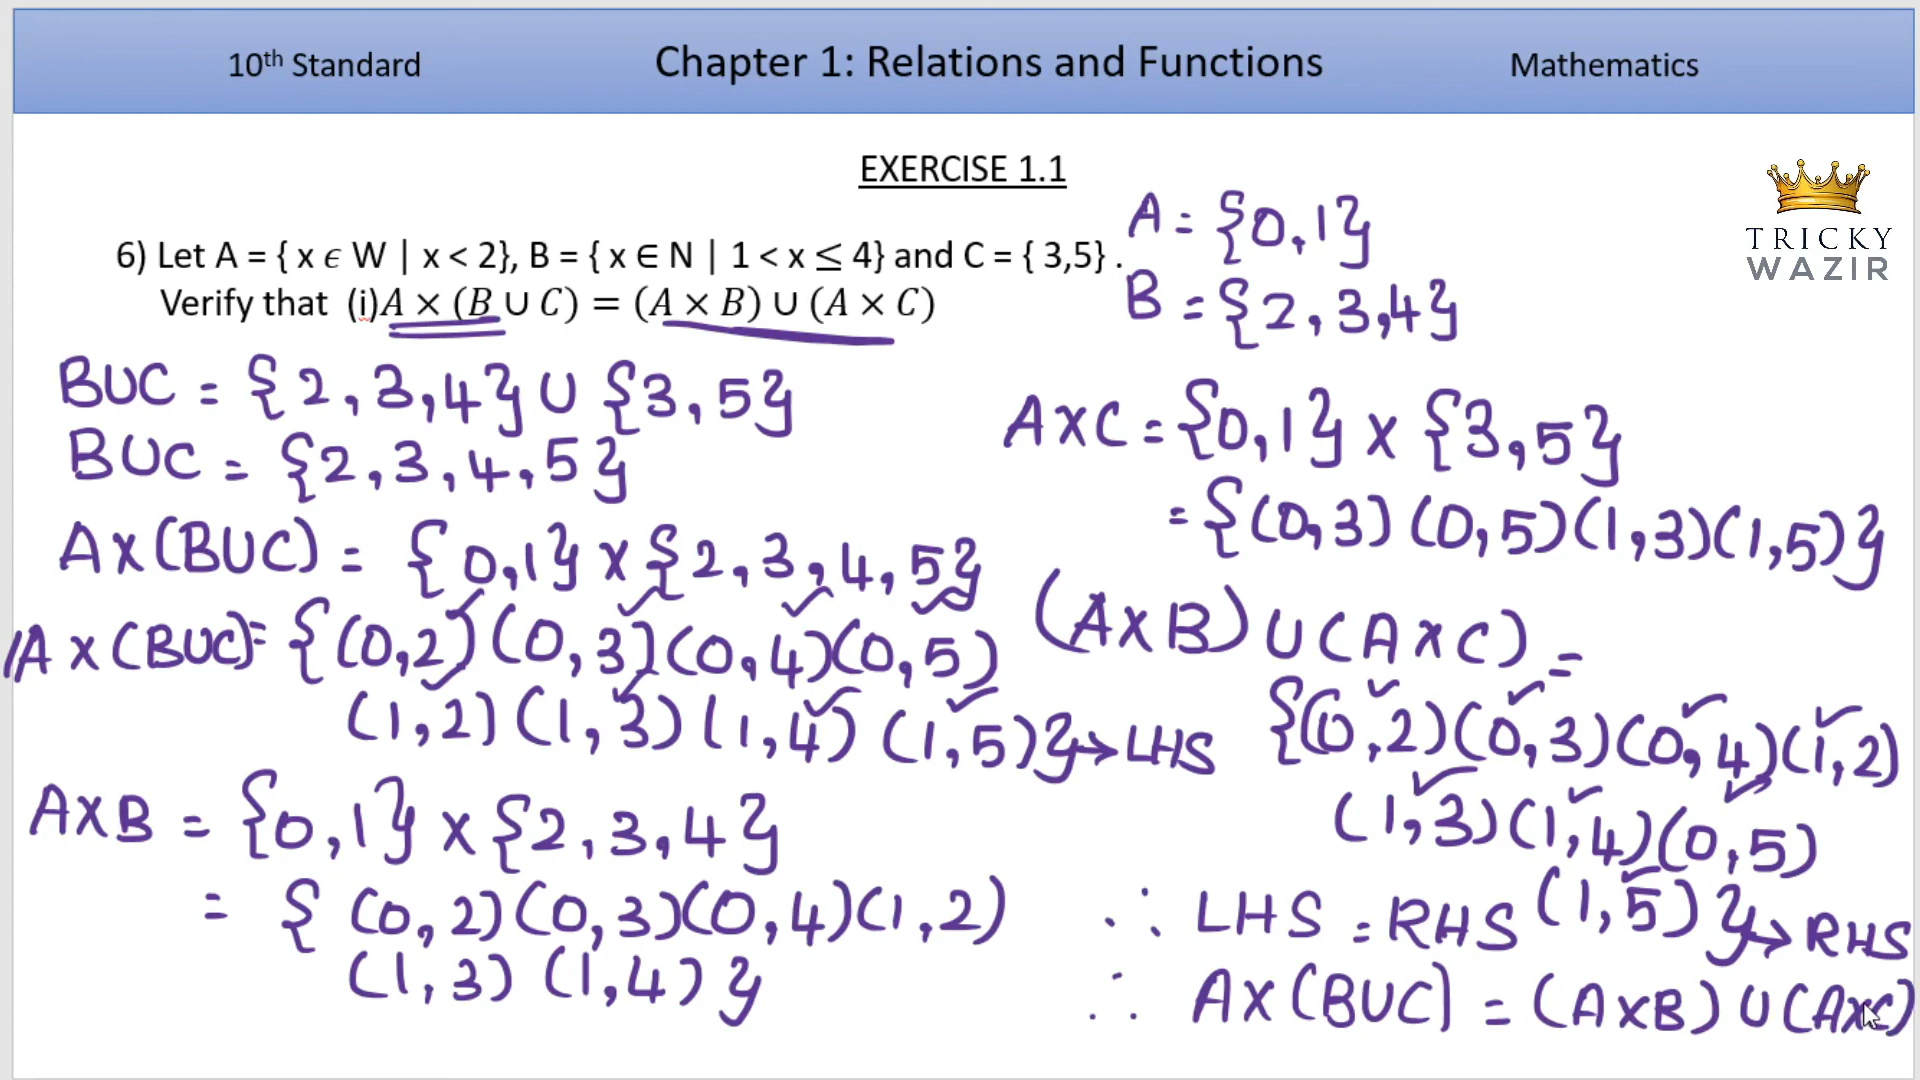 10th Standard
Chapter 1: Relations and Functions
Mathematics
EXERCISE 1.1
TRICKY
WAZIR
6) Let A = { x ϵ W | x < 2}, B = { x ∈ N | 1 < x ≤ 4} and C = { 3,5} .
Verify that (i)A × (B ∪ C) = (A × B) ∪ (A × C)
A = {0,1}
B = {2,3,4}
BUC = {2,3,4} U {3,5}
BUC = {2,3,4,5}
AX(BUC) = {0,1} x {2,3,4,5}
AX(BUC) = {(0,2)(0,3)(0,4)(0,5)
(1,2)(1,3)(1,4)(1,5)} → LHS
AXB = {0,1} x {2,3,4}
= { (0,2)(0,3)(0,4)(1,2)
(1,3) (1,4) }
AXC = {0,1} x {3,5}
= {(0,3)(0,5)(1,3)(1,5)}
(AXB) U (AXC) =
{(0,2)(0,3)(0,4)(1,2)
(1,3)(1,4)(0,5)
(1,5)} → RHS
∴ LHS = RHS
∴ AX(BUC) = (AXB) U (AXC)